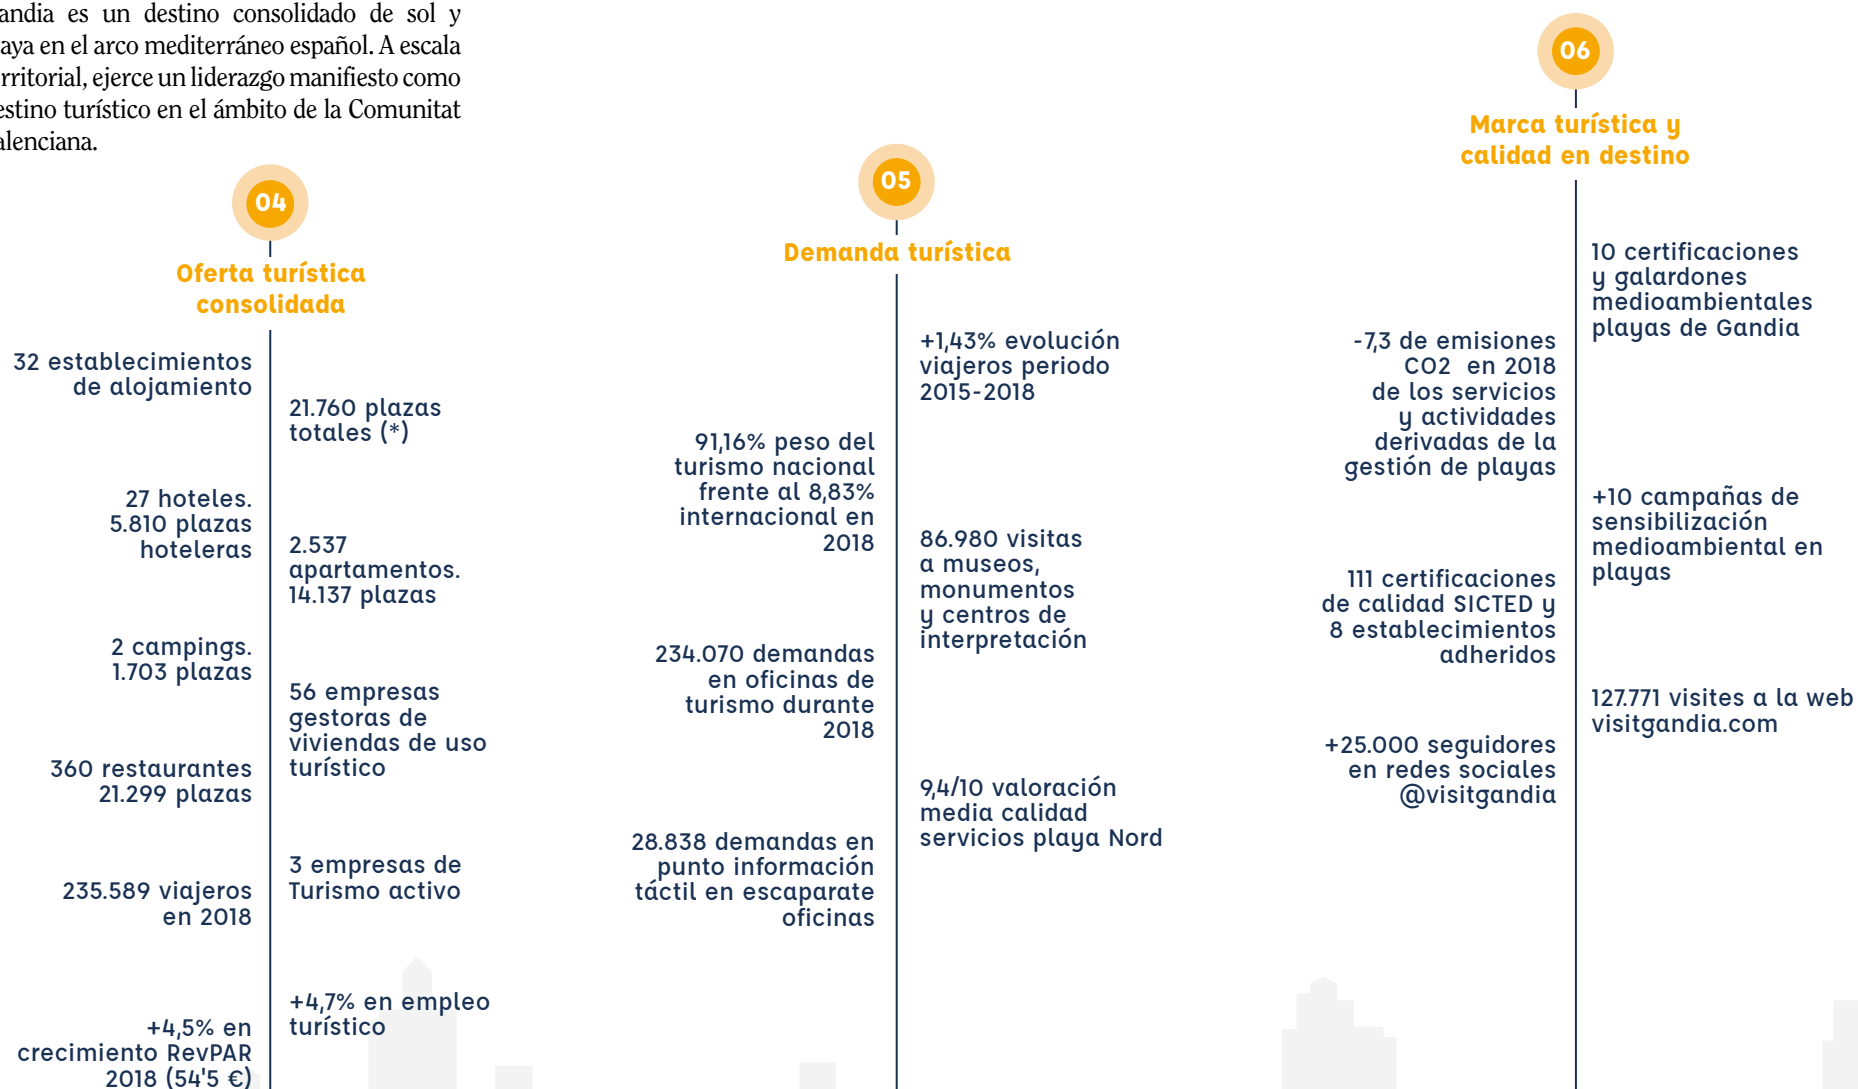 andia es un destino consolidado de sol y
aya en el arco mediterráneo español. A escala
rritorial, ejerce un liderazgo manifiesto como
estino turístico en el ámbito de la Comunitat
alenciana.
04
Oferta turística
consolidada
32 establecimientos
de alojamiento
21.760 plazas
totales (*)
27 hoteles.
5.810 plazas
hoteleras
2.537
apartamentos.
14.137 plazas
2 campings.
1.703 plazas
56 empresas
gestoras de
viviendas de uso
turístico
360 restaurantes
21.299 plazas
3 empresas de
Turismo activo
235.589 viajeros
en 2018
+4,7% en empleo
turístico
+4,5% en
crecimiento RevPAR
2018 (54'5 €)
05
Demanda turística
+1,43% evolución
viajeros periodo
2015-2018
91,16% peso del
turismo nacional
frente al 8,83%
internacional en
2018
86.980 visitas
a museos,
monumentos
y centros de
interpretación
234.070 demandas
en oficinas de
turismo durante
2018
9,4/10 valoración
media calidad
servicios playa Nord
28.838 demandas en
punto información
táctil en escaparate
oficinas
06
Marca turística y
calidad en destino
10 certificaciones
y galardones
medioambientales
playas de Gandia
-7,3 de emisiones
CO2 en 2018
de los servicios
y actividades
derivadas de la
gestión de playas
+10 campañas de
sensibilización
medioambiental en
playas
111 certificaciones
de calidad SICTED y
8 establecimientos
adheridos
127.771 visites a la web
visitgandia.com
+25.000 seguidores
en redes sociales
@visitgandia